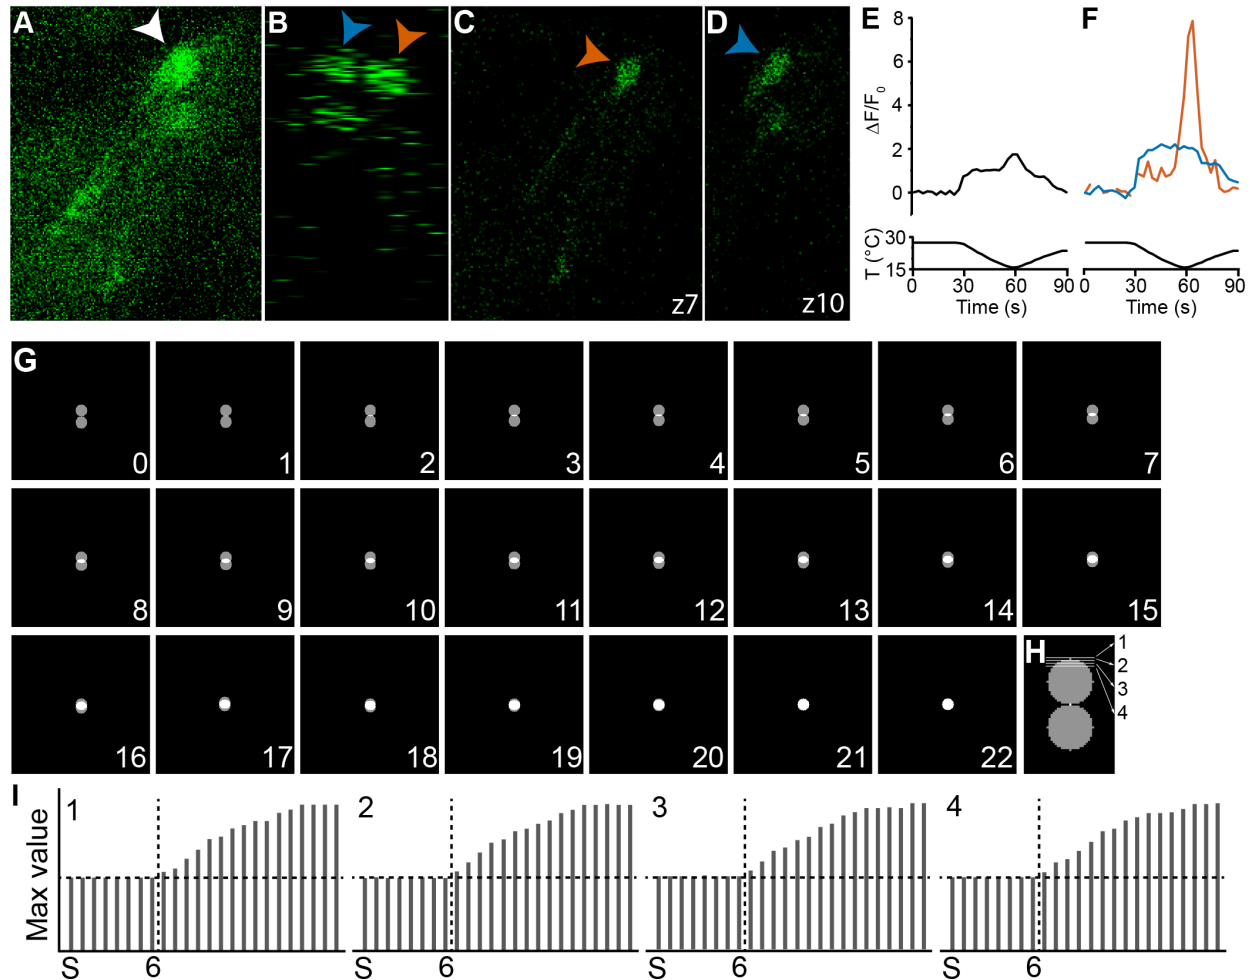 A
B
C
D
z7
z10
E
F
8
6
4
2
0
ΔF/F0
30
15
T (°C)
0 30 60 90
0 30 60 90
Time (s)
Time (s)
G
0 1 2 3 4 5 6 7
8 9 10 11 12 13 14 15
16 17 18 19 20 21 22
H
1
2
3
4
I
Max value
1 2 3 4
S 6 S 6 S 6 S 6